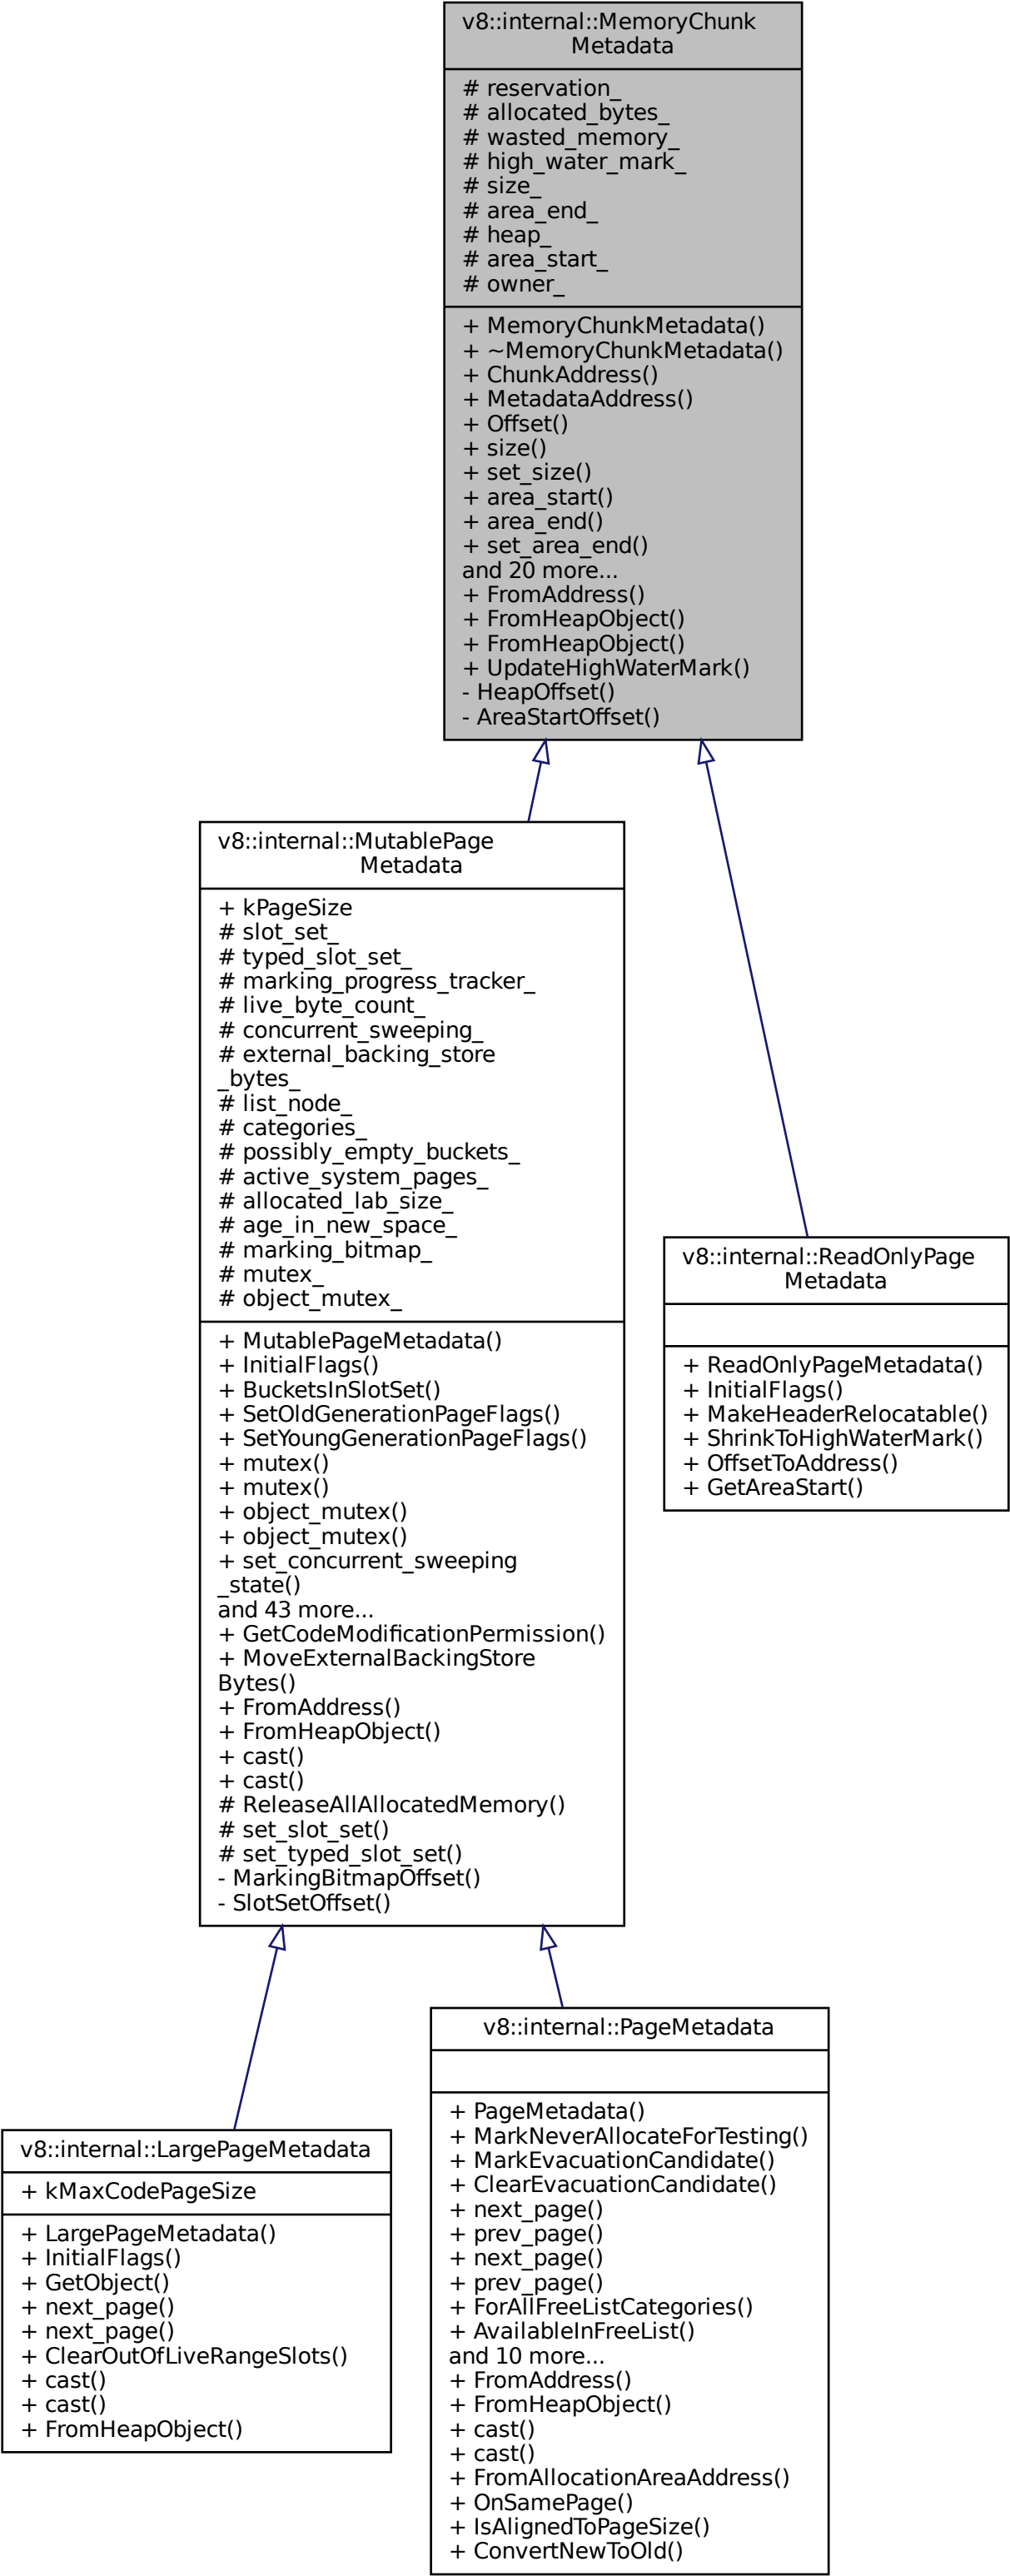 v8::internal::MemoryChunk
Metadata
# reservation_
# allocated_bytes_
# wasted_memory_
# high_water_mark_
# size_
# area_end_
# heap_
# area_start_
# owner_
+ MemoryChunkMetadata()
+ ~MemoryChunkMetadata()
+ ChunkAddress()
+ MetadataAddress()
+ Offset()
+ size()
+ set_size()
+ area_start()
+ area_end()
+ set_area_end()
and 20 more...
+ FromAddress()
+ FromHeapObject()
+ FromHeapObject()
+ UpdateHighWaterMark()
- HeapOffset()
- AreaStartOffset()
v8::internal::MutablePage
Metadata
+ kPageSize
# slot_set_
# typed_slot_set_
# marking_progress_tracker_
# live_byte_count_
# concurrent_sweeping_
# external_backing_store
_bytes_
# list_node_
# categories_
# possibly_empty_buckets_
# active_system_pages_
# allocated_lab_size_
# age_in_new_space_
# marking_bitmap_
# mutex_
# object_mutex_
+ MutablePageMetadata()
+ InitialFlags()
+ BucketsInSlotSet()
+ SetOldGenerationPageFlags()
+ SetYoungGenerationPageFlags()
+ mutex()
+ mutex()
+ object_mutex()
+ object_mutex()
+ set_concurrent_sweeping
_state()
and 43 more...
+ GetCodeModificationPermission()
+ MoveExternalBackingStore
Bytes()
+ FromAddress()
+ FromHeapObject()
+ cast()
+ cast()
# ReleaseAllAllocatedMemory()
# set_slot_set()
# set_typed_slot_set()
- MarkingBitmapOffset()
- SlotSetOffset()
v8::internal::ReadOnlyPage
Metadata
+ ReadOnlyPageMetadata()
+ InitialFlags()
+ MakeHeaderRelocatable()
+ ShrinkToHighWaterMark()
+ OffsetToAddress()
+ GetAreaStart()
v8::internal::LargePageMetadata
+ kMaxCodePageSize
+ LargePageMetadata()
+ InitialFlags()
+ GetObject()
+ next_page()
+ next_page()
+ ClearOutOfLiveRangeSlots()
+ cast()
+ cast()
+ FromHeapObject()
v8::internal::PageMetadata
+ PageMetadata()
+ MarkNeverAllocateForTesting()
+ MarkEvacuationCandidate()
+ ClearEvacuationCandidate()
+ next_page()
+ prev_page()
+ next_page()
+ prev_page()
+ ForAllFreeListCategories()
+ AvailableInFreeList()
and 10 more...
+ FromAddress()
+ FromHeapObject()
+ cast()
+ cast()
+ FromAllocationAreaAddress()
+ OnSamePage()
+ IsAlignedToPageSize()
+ ConvertNewToOld()